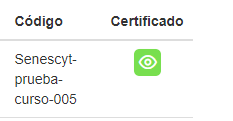 Código Certificado
Senescyt-
prueba-
curso-005